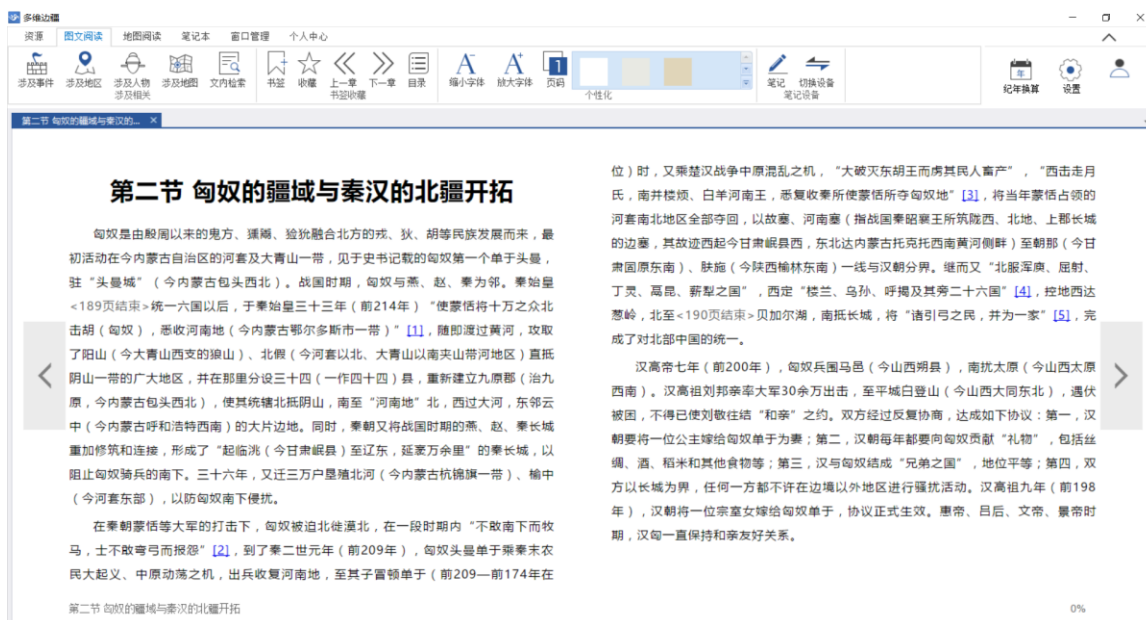 多维边疆
资源 图文阅读 地图阅读 笔记本 窗口管理 个人中心
涉及事件 涉及地区 涉及人物 涉及地图 文内检索 书签 收藏 上一章 下一章 目录 缩小字体 放大字体 页码 笔记 切换设备 纪年换算 设置
涉及相关 书签收藏 个性化 笔记设备
第二节 匈奴的疆域与秦汉的... ×
第二节 匈奴的疆域与秦汉的北疆开拓
匈奴是由殷周以来的鬼方、獯鬻、猃狁融合北方的戎、狄、胡等民族发展而来，最
初活动在今内蒙古自治区的河套及大青山一带，见于史书记载的匈奴第一个单于头曼，
驻“头曼城”（今内蒙古包头西北）。战国时期，匈奴与燕、赵、秦为邻。秦始皇
<189页结束>统一六国以后，于秦始皇三十三年（前214年）“使蒙恬将十万之众北
击胡（匈奴），悉收河南地（今内蒙古鄂尔多斯市一带）”[1]，随即渡过黄河，攻取
了阳山（今大青山西支的狼山）、北假（今河套以北、大青山以南夹山带河地区）直抵
阴山一带的广大地区，并在那里分设三十四（一作四十四）县，重新建立九原郡（治九
原，今内蒙古包头西北），使其统辖北抵阴山，南至“河南地”北，西过大河，东邻云
中（今内蒙古呼和浩特西南）的大片边地。同时，秦朝又将战国时期的燕、赵、秦长城
重加修筑和连接，形成了“起临洮（今甘肃岷县）至辽东，延袤万余里”的秦长城，以
阻止匈奴骑兵的南下。三十六年，又迁三万户垦殖北河（今内蒙古杭锦旗一带）、榆中
（今河套东部），以防匈奴南下侵扰。
在秦朝蒙恬等大军的打击下，匈奴被迫北徙漠北，在一段时期内“不敢南下而牧
马，士不敢弯弓而报怨”[2]，到了秦二世元年（前209年），匈奴头曼单于乘秦末农
民大起义、中原动荡之机，出兵收复河南地，至其子冒顿单于（前209—前174年在
位）时，又乘楚汉战争中原混乱之机，“大破灭东胡王而虏其民人畜产”，“西击走月
氏，南并楼烦、白羊河南王，悉复收秦所使蒙恬所夺匈奴地”[3]，将当年蒙恬占领的
河套南北地区全部夺回，以故塞、河南塞（指战国秦昭襄王所筑陇西、北地、上郡长城
的边塞，其故迹西起今甘肃岷县西，东北达内蒙古托克托西南黄河侧畔）至朝那（今甘
肃固原东南）、肤施（今陕西榆林东南）一线与汉朝分界。继而又“北服浑庾、屈射、
丁灵、鬲昆、薪犁之国”，西定“楼兰、乌孙、呼揭及其旁二十六国”[4]，控地西达
葱岭，北至<190页结束>贝加尔湖，南抵长城，将“诸引弓之民，并为一家”[5]，完
成了对北部中国的统一。
汉高帝七年（前200年），匈奴兵围马邑（今山西朔县），南扰太原（今山西太原
西南）。汉高祖刘邦亲率大军30余万出击，至平城白登山（今山西大同东北），遇伏
被困，不得已使刘敬往结“和亲”之约。双方经过反复协商，达成如下协议：第一，汉
朝要将一位公主嫁给匈奴单于为妻；第二，汉朝每年都要向匈奴贡献“礼物”，包括丝
绸、酒、稻米和其他食物等；第三，汉与匈奴结成“兄弟之国”，地位平等；第四，双
方以长城为界，任何一方都不许在边境以外地区进行骚扰活动。汉高祖九年（前198
年），汉朝将一位宗室女嫁给匈奴单于，协议正式生效。惠帝、吕后、文帝、景帝时
期，汉匈一直保持和亲友好关系。
第二节 匈奴的疆域与秦汉的北疆开拓
0%